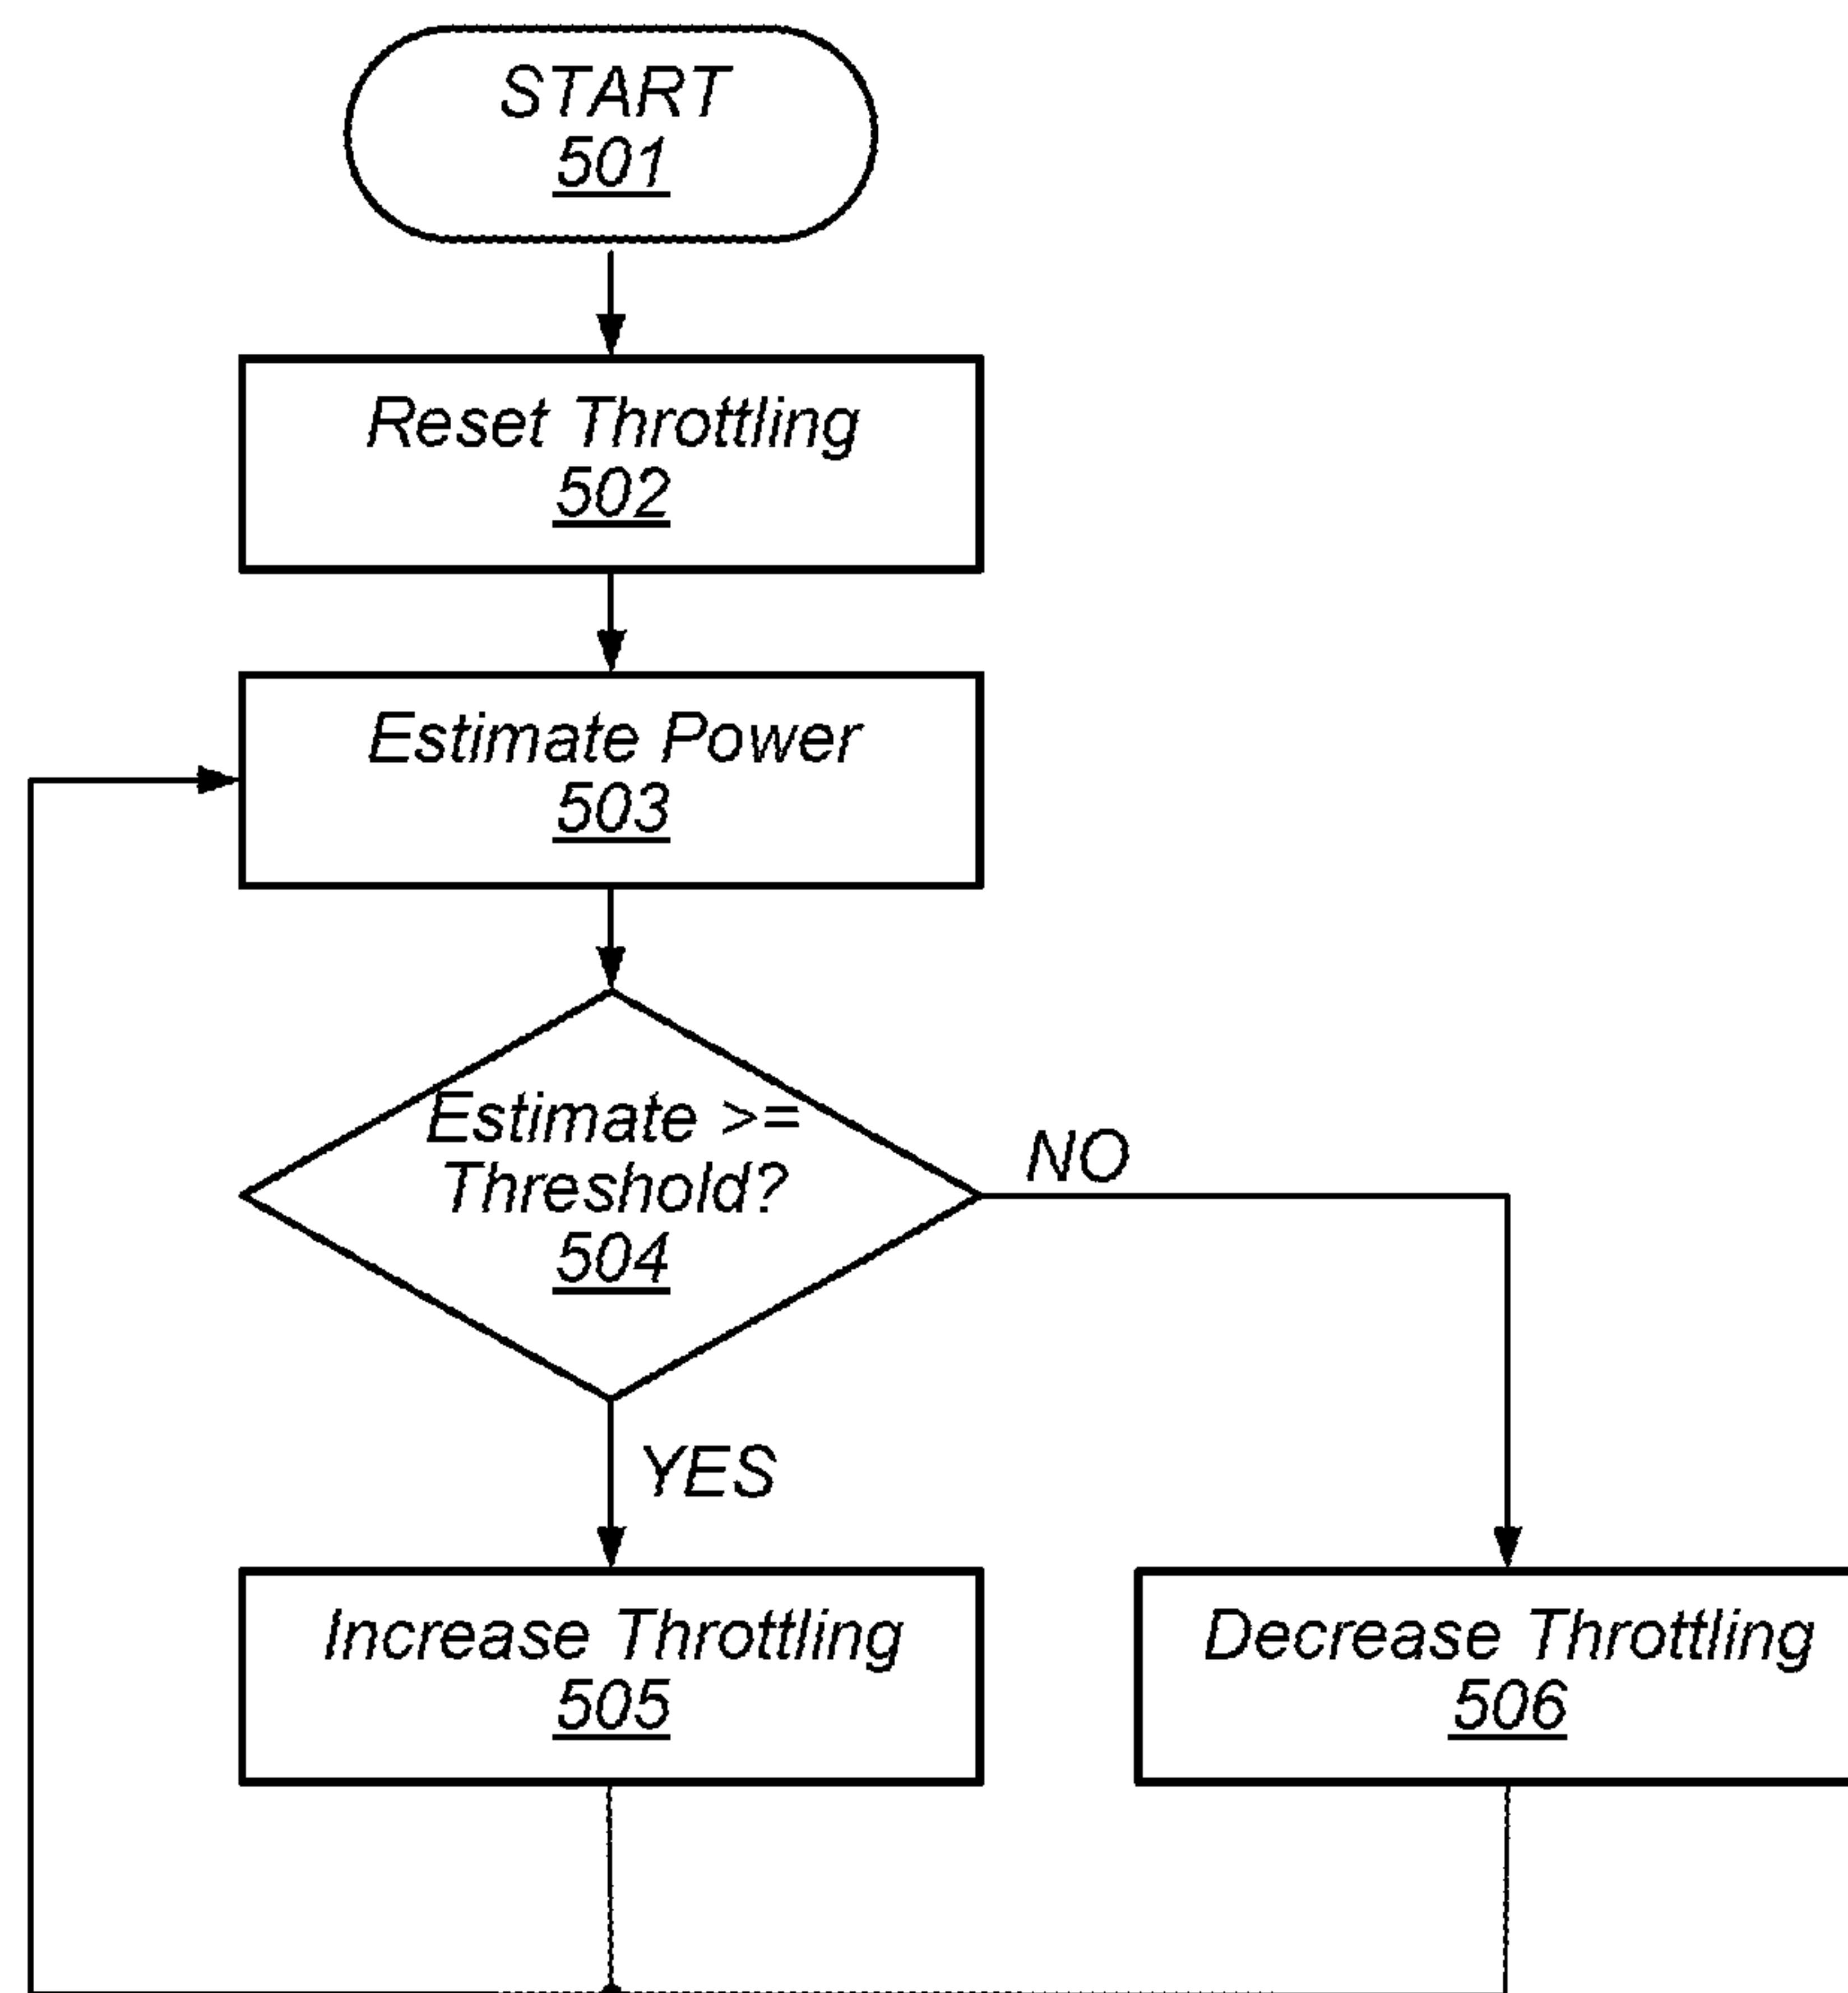 START
501
Reset Throttling
502
Estimate Power
503
Estimate >=
Threshold?
504
NO
YES
Increase Throttling
505
Decrease Throttling
506